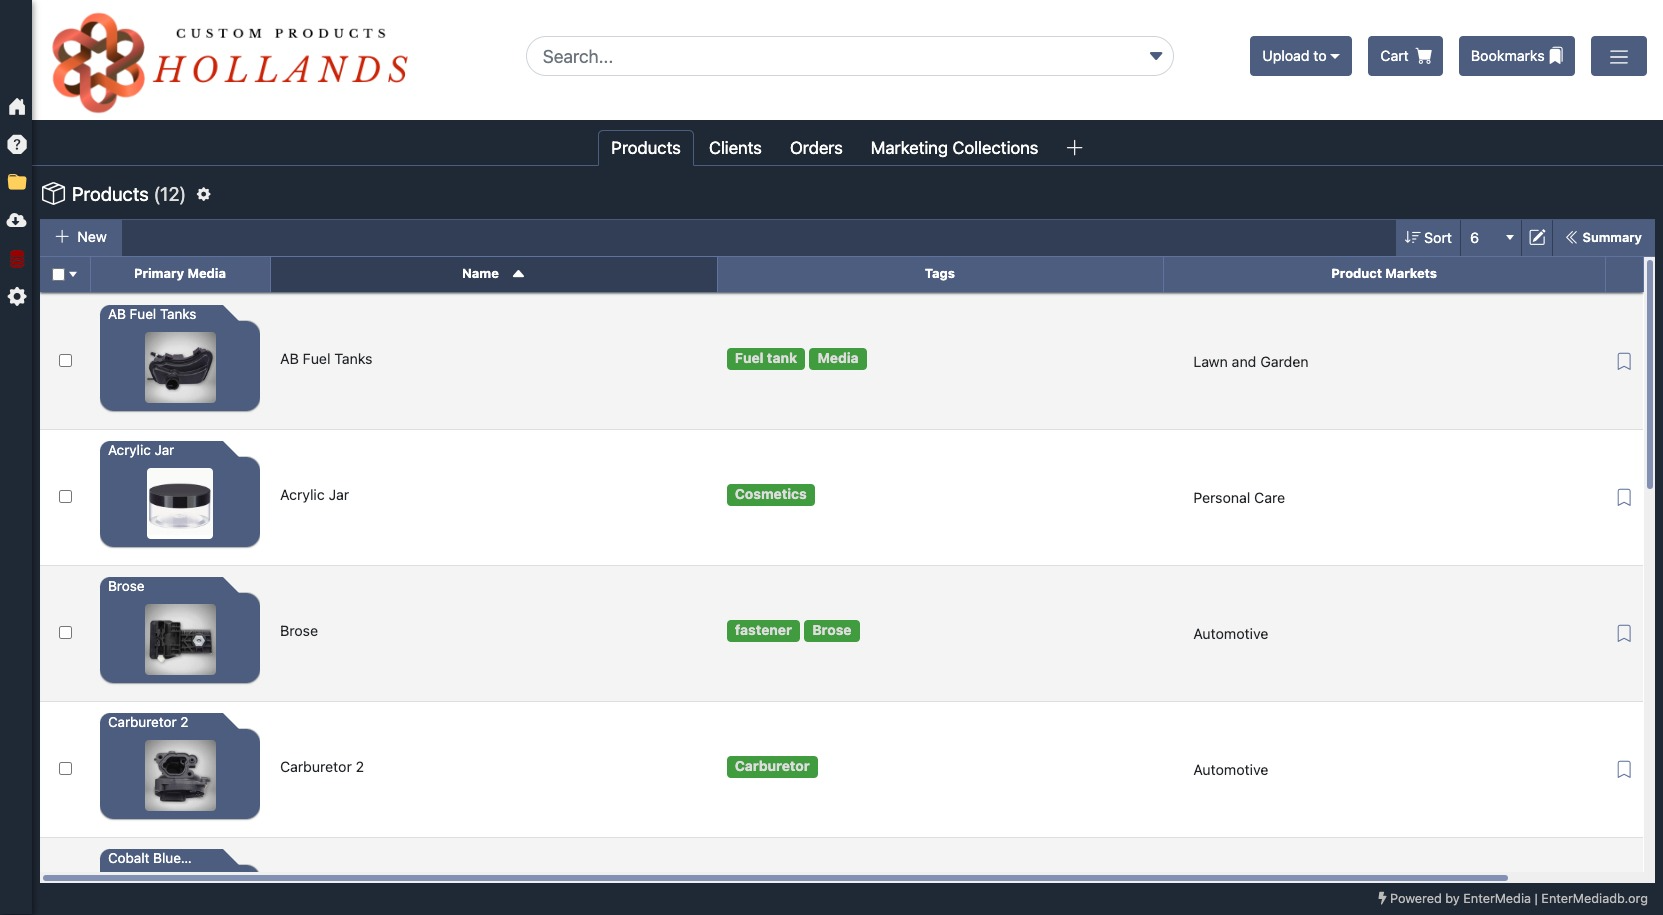 CUSTOM PRODUCTS
HOLLANDS
Search...
Upload to
Cart
Bookmarks
Products
Clients
Orders
Marketing Collections
Products (12)
New
Sort
6
Summary
Primary Media
Name
Tags
Product Markets
AB Fuel Tanks
AB Fuel Tanks
Fuel tank
Media
Lawn and Garden
Acrylic Jar
Acrylic Jar
Cosmetics
Personal Care
Brose
Brose
fastener
Brose
Automotive
Carburetor 2
Carburetor 2
Carburetor
Automotive
Cobalt Blue...
Powered by EnterMedia | EnterMediadb.org